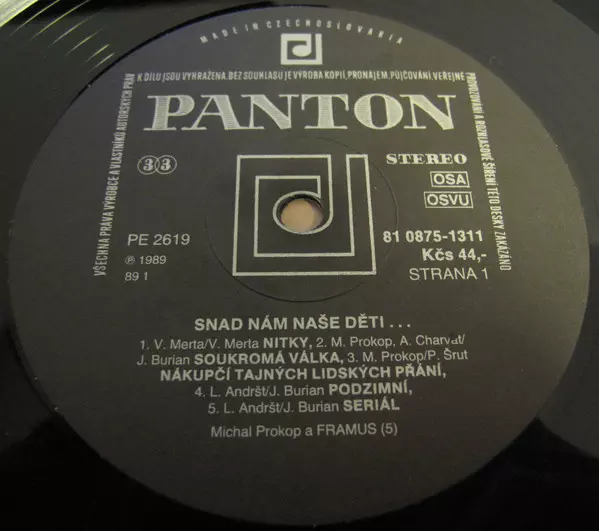 MADE IN CZECHOSLOVAKIA
VŠECHNA PRÁVA VÝROBCE A VLASTNÍKŮ AUTORSKÝCH PRÁV
K DÍLU JSOU VYHRAŽENA. BEZ SOUHLASU JE VÝROBA KOPIÍ, PRONÁJEM, PŮJČOVÁNÍ, VEŘEJNÉ
PROVOZOVÁNÍ A ROZHLASOVÉ ŠÍŘENÍ TÉTO DESKY ZAKÁZÁNO
PANTON
33
STEREO
OSA
OSVU
PE 2619
81 0875-1311
℗ 1989
Kčs 44,-
89 1
STRANA 1
SNAD NÁM NAŠE DĚTI . . .
1. V. Merta/V. Merta NITKY, 2. M. Prokop, A. Charvát/
J. Burian SOUKROMÁ VÁLKA, 3. M. Prokop/P. Šrut
NÁKUPČÍ TAJNÝCH LIDSKÝCH PŘÁNÍ,
4. L. Andršt/J. Burian PODZIMNÍ,
5. L. Andršt/J. Burian SERIÁL
Michal Prokop a FRAMUS (5)